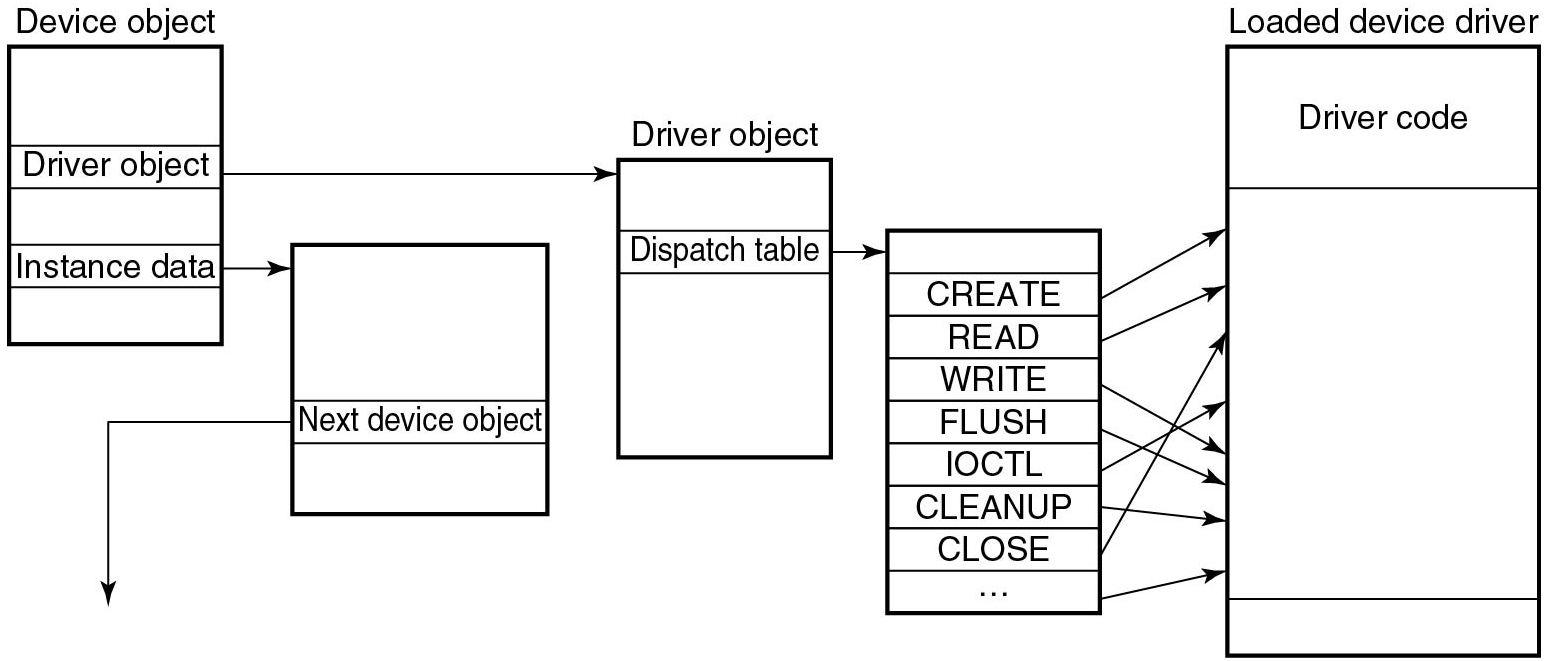 Device object
Driver object
Instance data
Next device object
Driver object
Dispatch table
CREATE
READ
WRITE
FLUSH
IOCTL
CLEANUP
CLOSE
...
Loaded device driver
Driver code